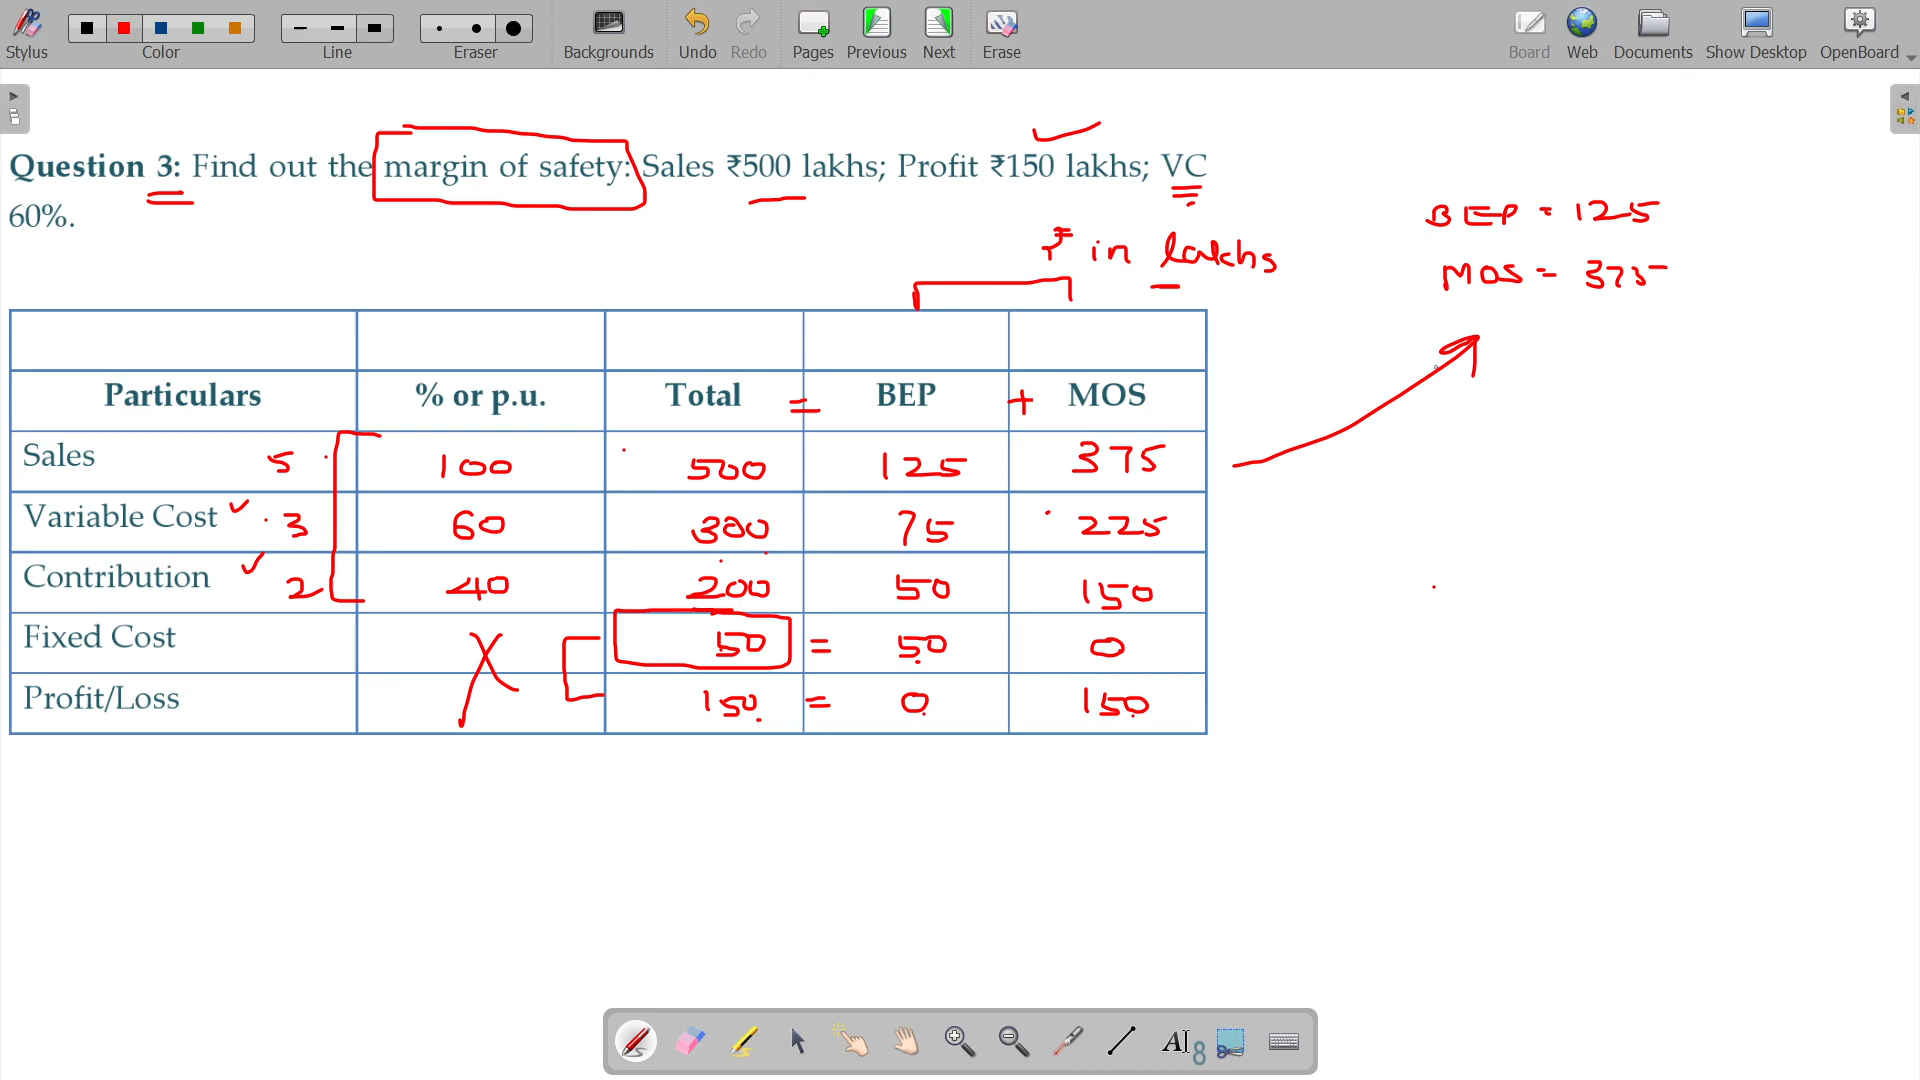 Stylus Color Line Eraser Backgrounds Undo Redo Pages Previous Next Erase Board Web Documents Show Desktop OpenBoard
Question 3: Find out the margin of safety: Sales ₹500 lakhs; Profit ₹150 lakhs; VC
60%.
BEP = 125
MOS = 375
₹ in lakhs
Particulars % or p.u. Total = BEP + MOS
Sales 5 100 500 125 375
Variable Cost 3 60 300 75 225
Contribution 2 40 200 50 150
Fixed Cost 50 = 50 0
Profit/Loss 150 = 0 150
8